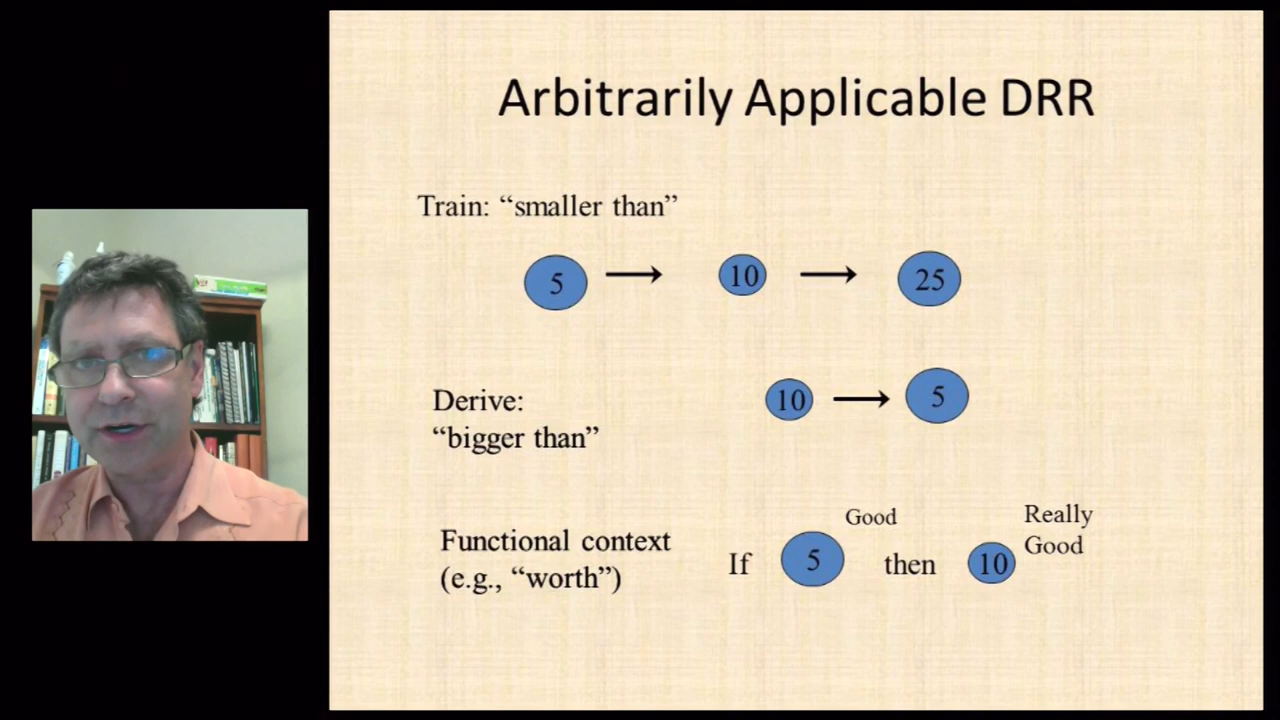 Arbitrarily Applicable DRR
Train: “smaller than”
5 10 25
Derive:
“bigger than”
10 5
Functional context
(e.g., “worth”)
If 5 Good then 10 Really
Good